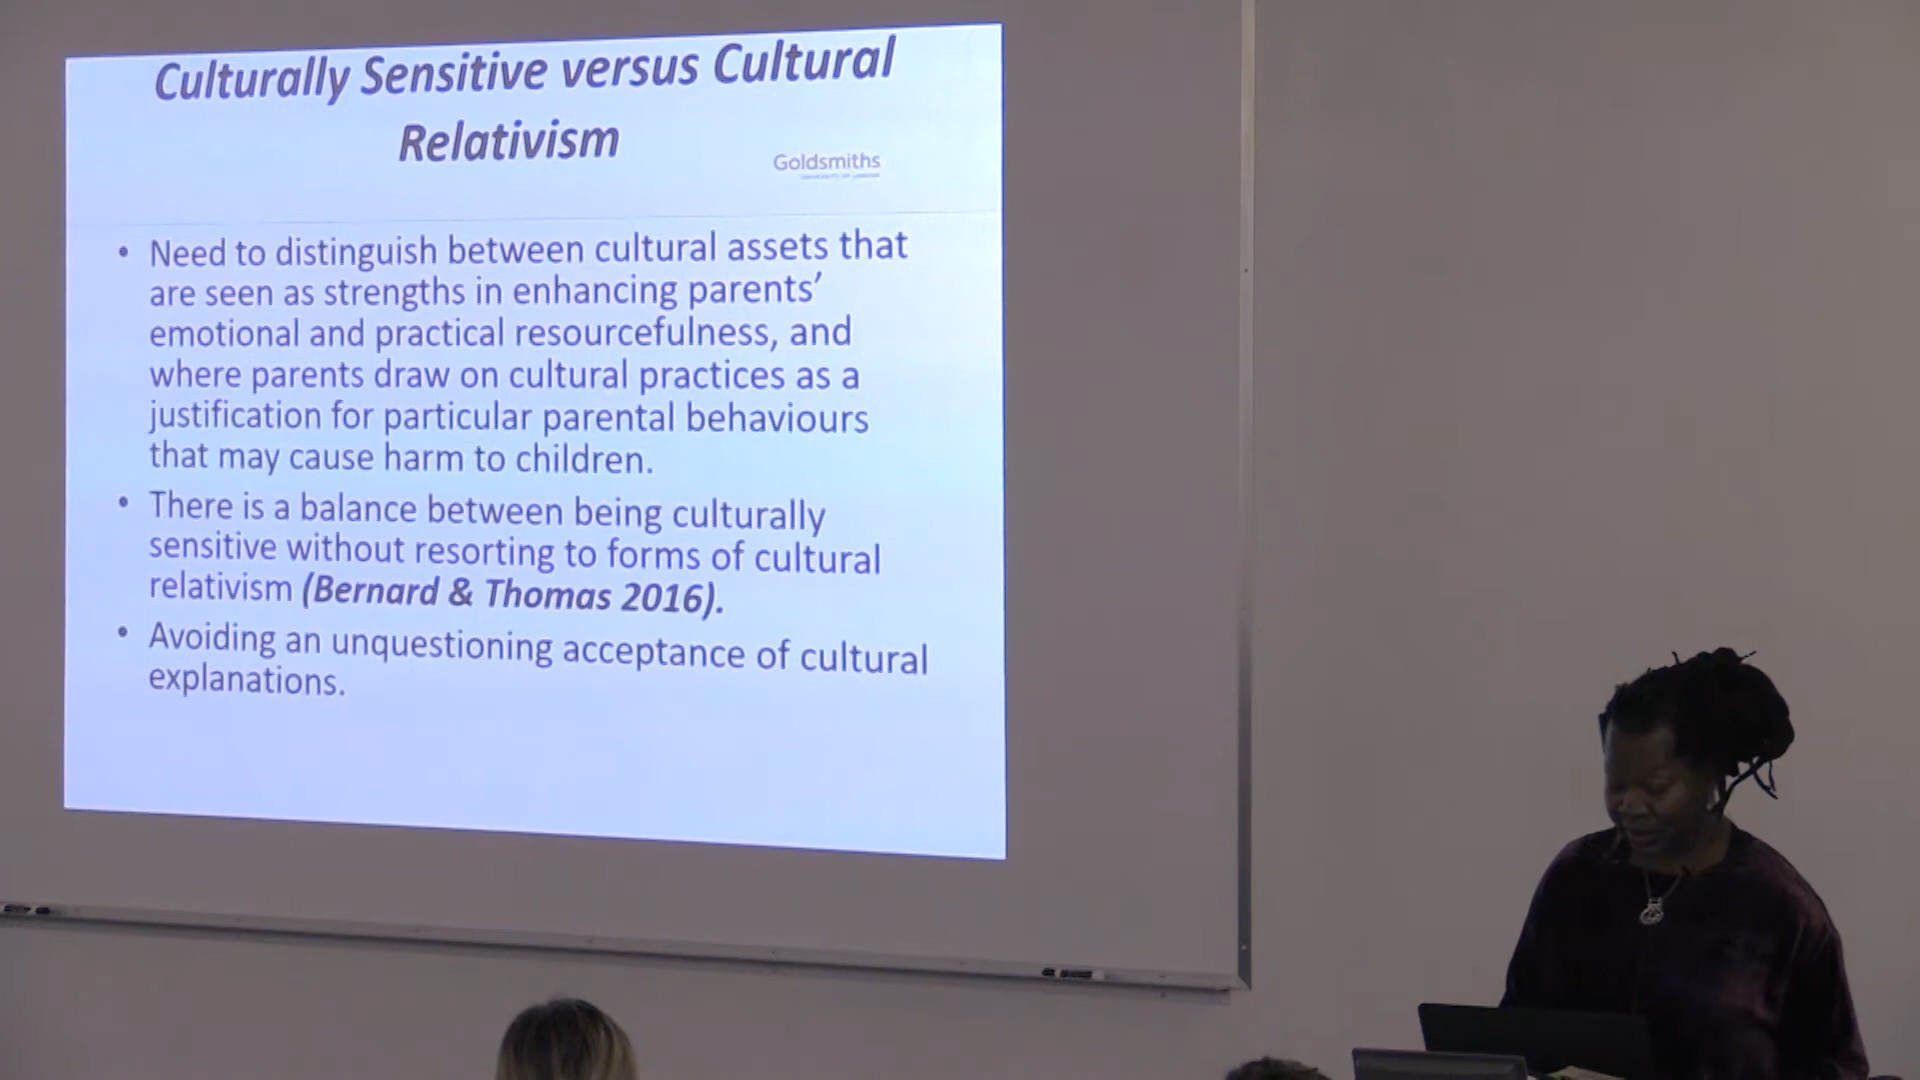 Culturally Sensitive versus Cultural
Relativism
Goldsmiths
UNIVERSITY OF LONDON
• Need to distinguish between cultural assets that
are seen as strengths in enhancing parents’
emotional and practical resourcefulness, and
where parents draw on cultural practices as a
justification for particular parental behaviours
that may cause harm to children.
• There is a balance between being culturally
sensitive without resorting to forms of cultural
relativism (Bernard & Thomas 2016).
• Avoiding an unquestioning acceptance of cultural
explanations.